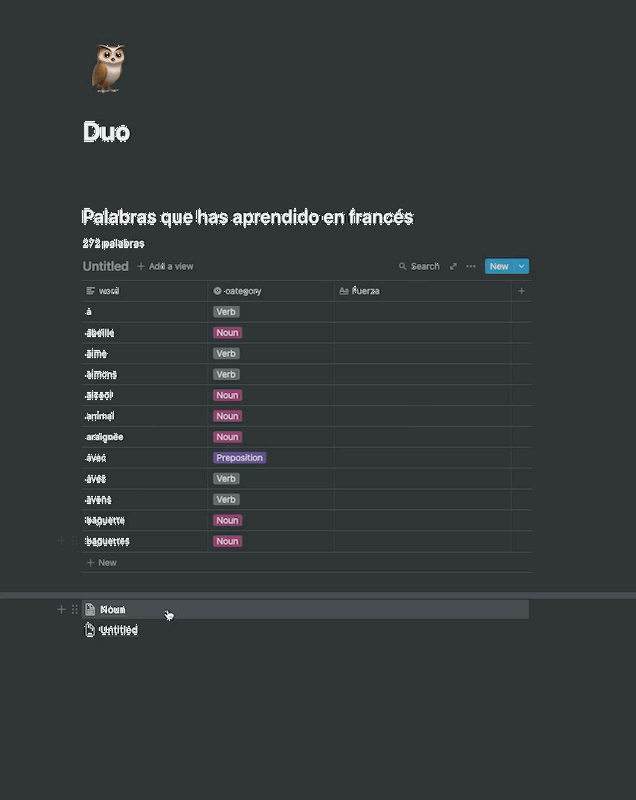 Duo
Palabras que has aprendido en francés
272 palabras
Untitled + Add a view Search ... New
word category Aa Fuerza +
a Verb
abeille Noun
aime Verb
aimons Verb
Noun
animal Noun
araignée Noun
avec Preposition
avez Verb
avons Verb
baguette Noun
baguettes Noun
+ New
Noun
Untitled